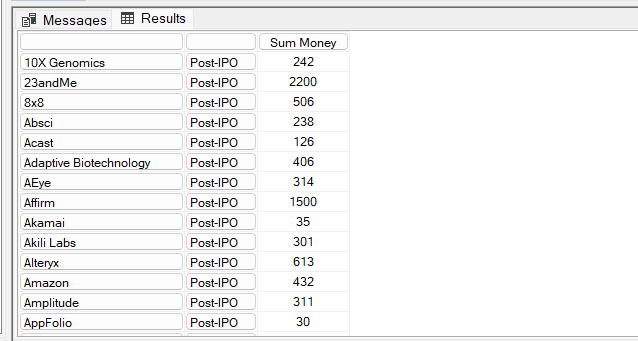 Messages Results
Sum Money
10X Genomics Post-IPO 242
23andMe Post-IPO 2200
8x8 Post-IPO 506
Absci Post-IPO 238
Acast Post-IPO 126
Adaptive Biotechnology Post-IPO 406
AEye Post-IPO 314
Affirm Post-IPO 1500
Akamai Post-IPO 35
Akili Labs Post-IPO 301
Alteryx Post-IPO 613
Amazon Post-IPO 432
Amplitude Post-IPO 311
AppFolio Post-IPO 30